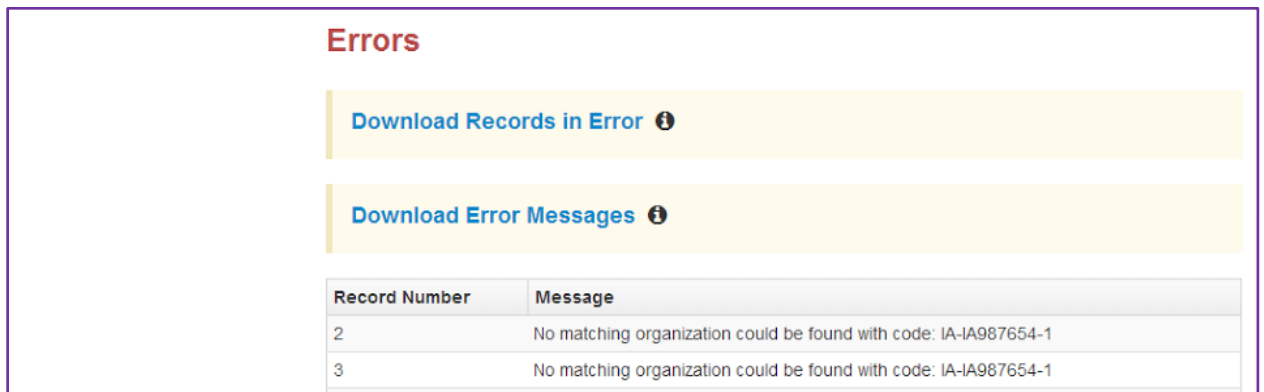 Errors
Download Records in Error
Download Error Messages
Record Number Message
2 No matching organization could be found with code: IA-IA987654-1
3 No matching organization could be found with code: IA-IA987654-1